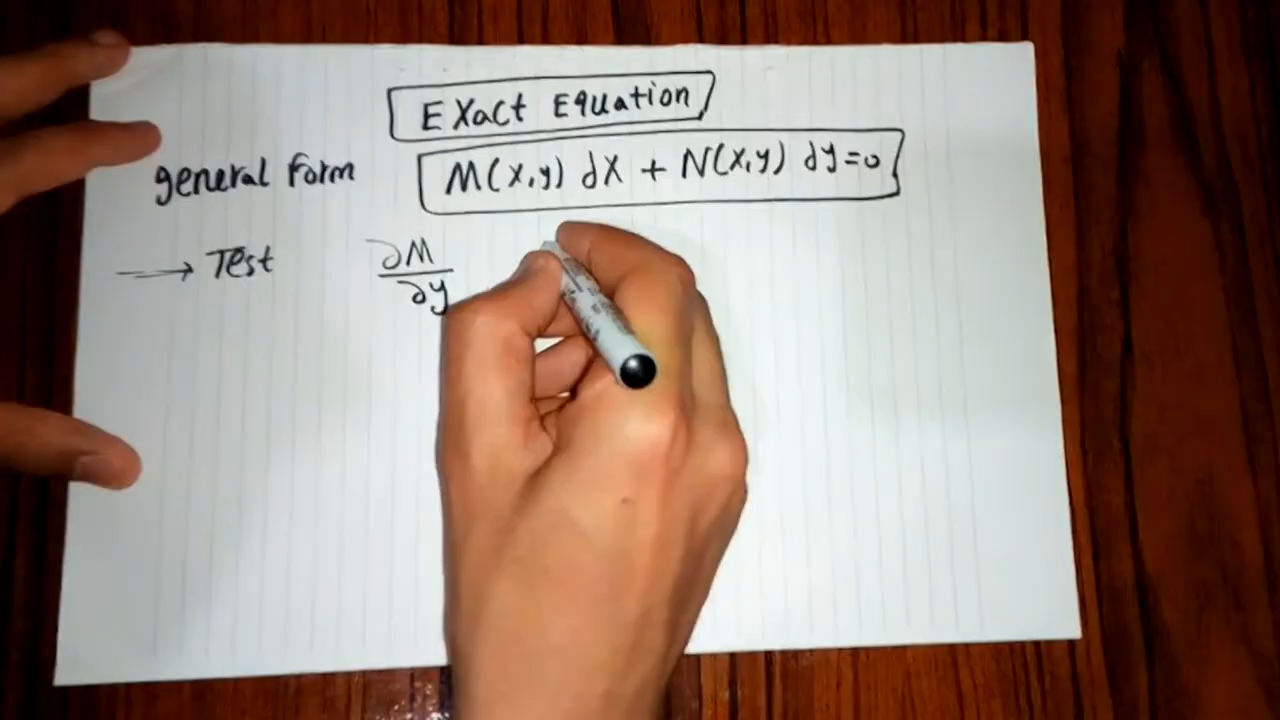 EXact Equation
general form M(x,y) dX + N(x,y) dy=0
→ Test ∂M/∂y